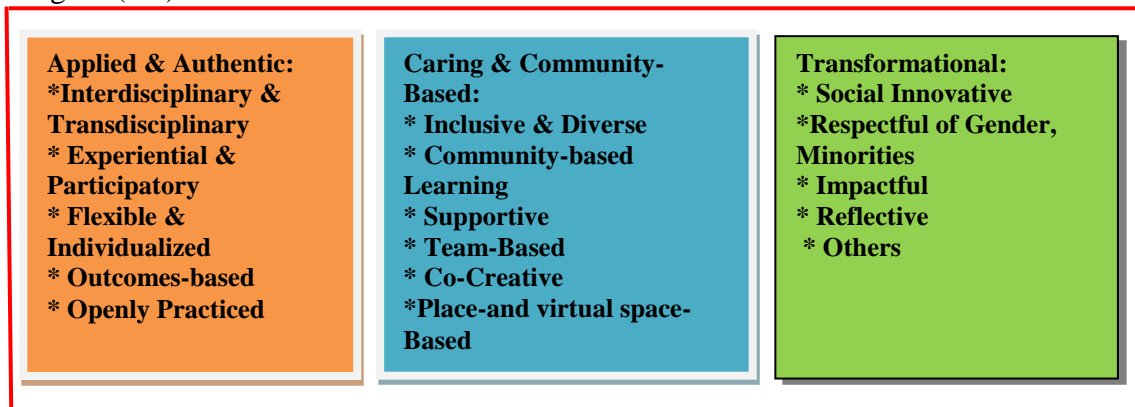 Applied & Authentic:
*Interdisciplinary &
Transdisciplinary
* Experiential &
Participatory
* Flexible &
Individualized
* Outcomes-based
* Openly Practiced
Caring & Community-
Based:
* Inclusive & Diverse
* Community-based
Learning
* Supportive
* Team-Based
* Co-Creative
*Place-and virtual space-
Based
Transformational:
* Social Innovative
*Respectful of Gender,
Minorities
* Impactful
* Reflective
* Others